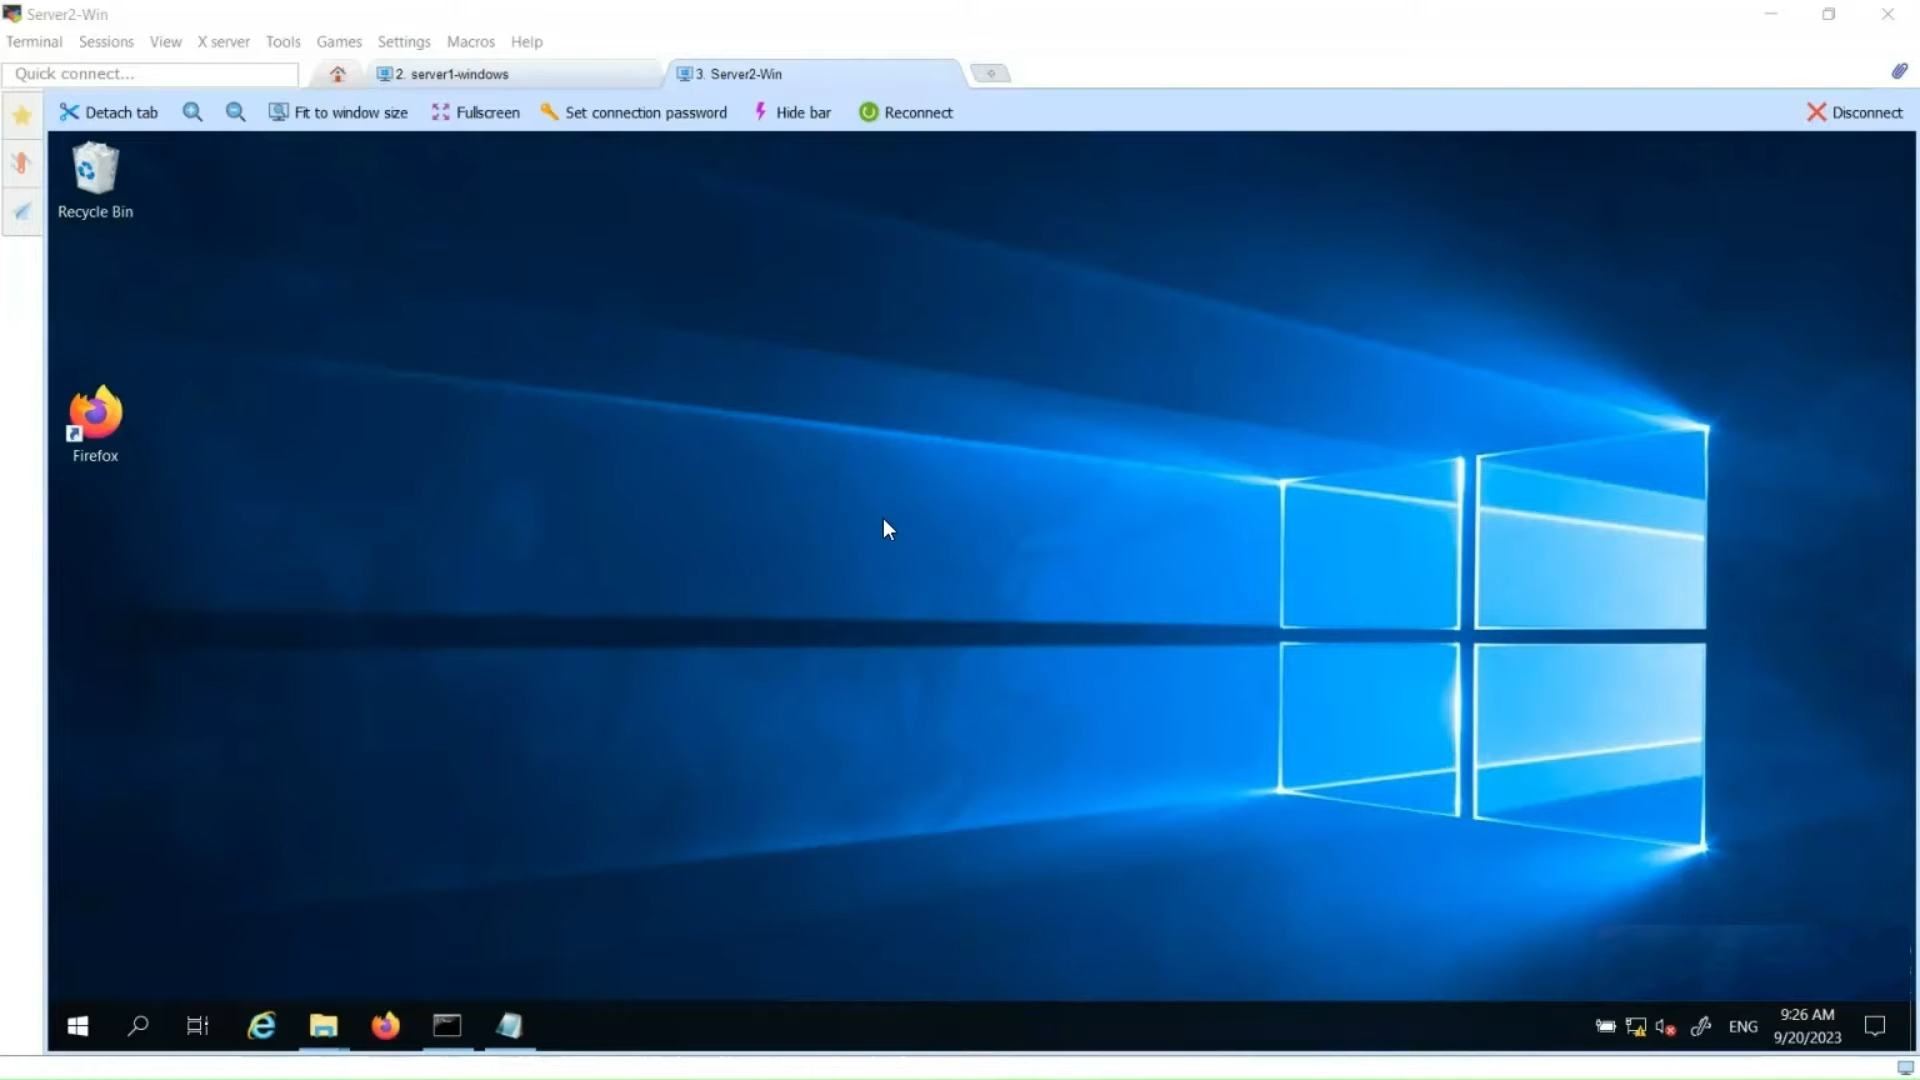 Server2-Win
Terminal Sessions View X server Tools Games Settings Macros Help
Quick connect... 2. server1-windows 3. Server2-Win
Detach tab Fit to window size Fullscreen Set connection password Hide bar Reconnect Disconnect
Recycle Bin
Firefox
ENG 9:26 AM
9/20/2023